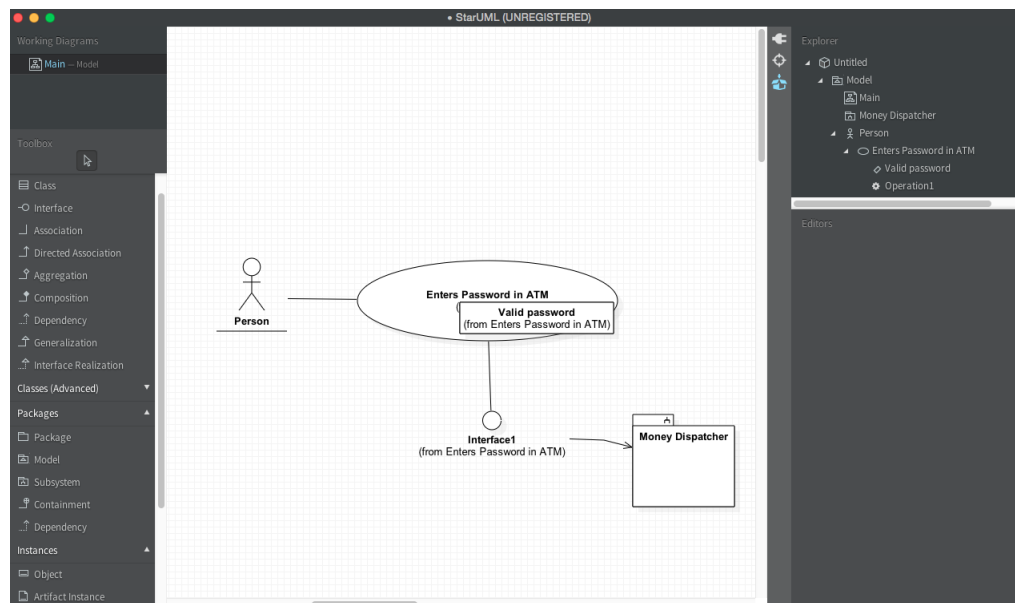 • StarUML (UNREGISTERED)
Working Diagrams
Main — Model
Toolbox
Class
Interface
Association
Directed Association
Aggregation
Composition
Dependency
Generalization
Interface Realization
Classes (Advanced)
Packages
Package
Model
Subsystem
Containment
Dependency
Instances
Object
Artifact Instance
Person
Enters Password in ATM
(
Valid password
(from Enters Password in ATM)
Interface1
(from Enters Password in ATM)
Money Dispatcher
Explorer
Untitled
Model
Main
Money Dispatcher
Person
Enters Password in ATM
Valid password
Operation1
Editors